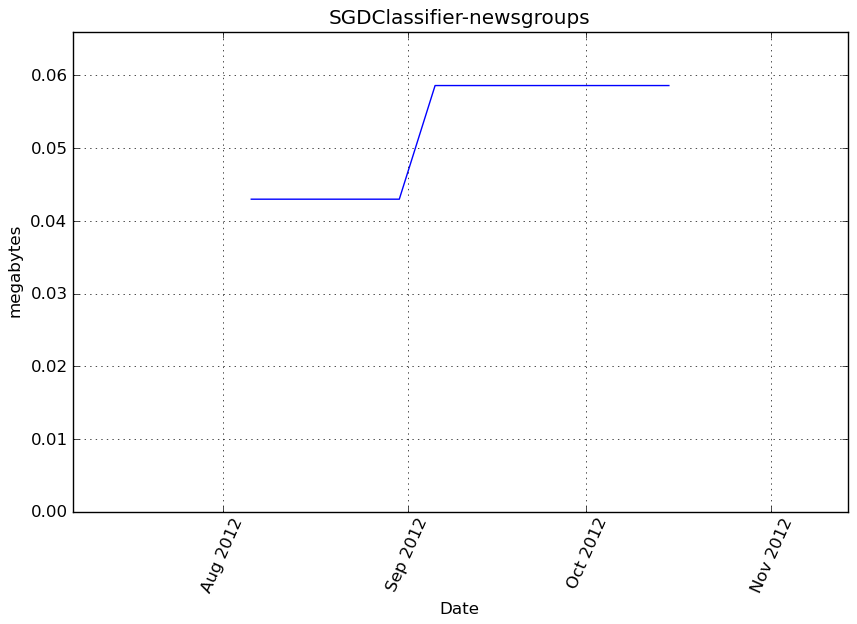 SGDClassifier-newsgroups
0.06
0.05
0.04
0.03
0.02
0.01
0.00
megabytes
Aug 2012
Sep 2012
Oct 2012
Nov 2012
Date